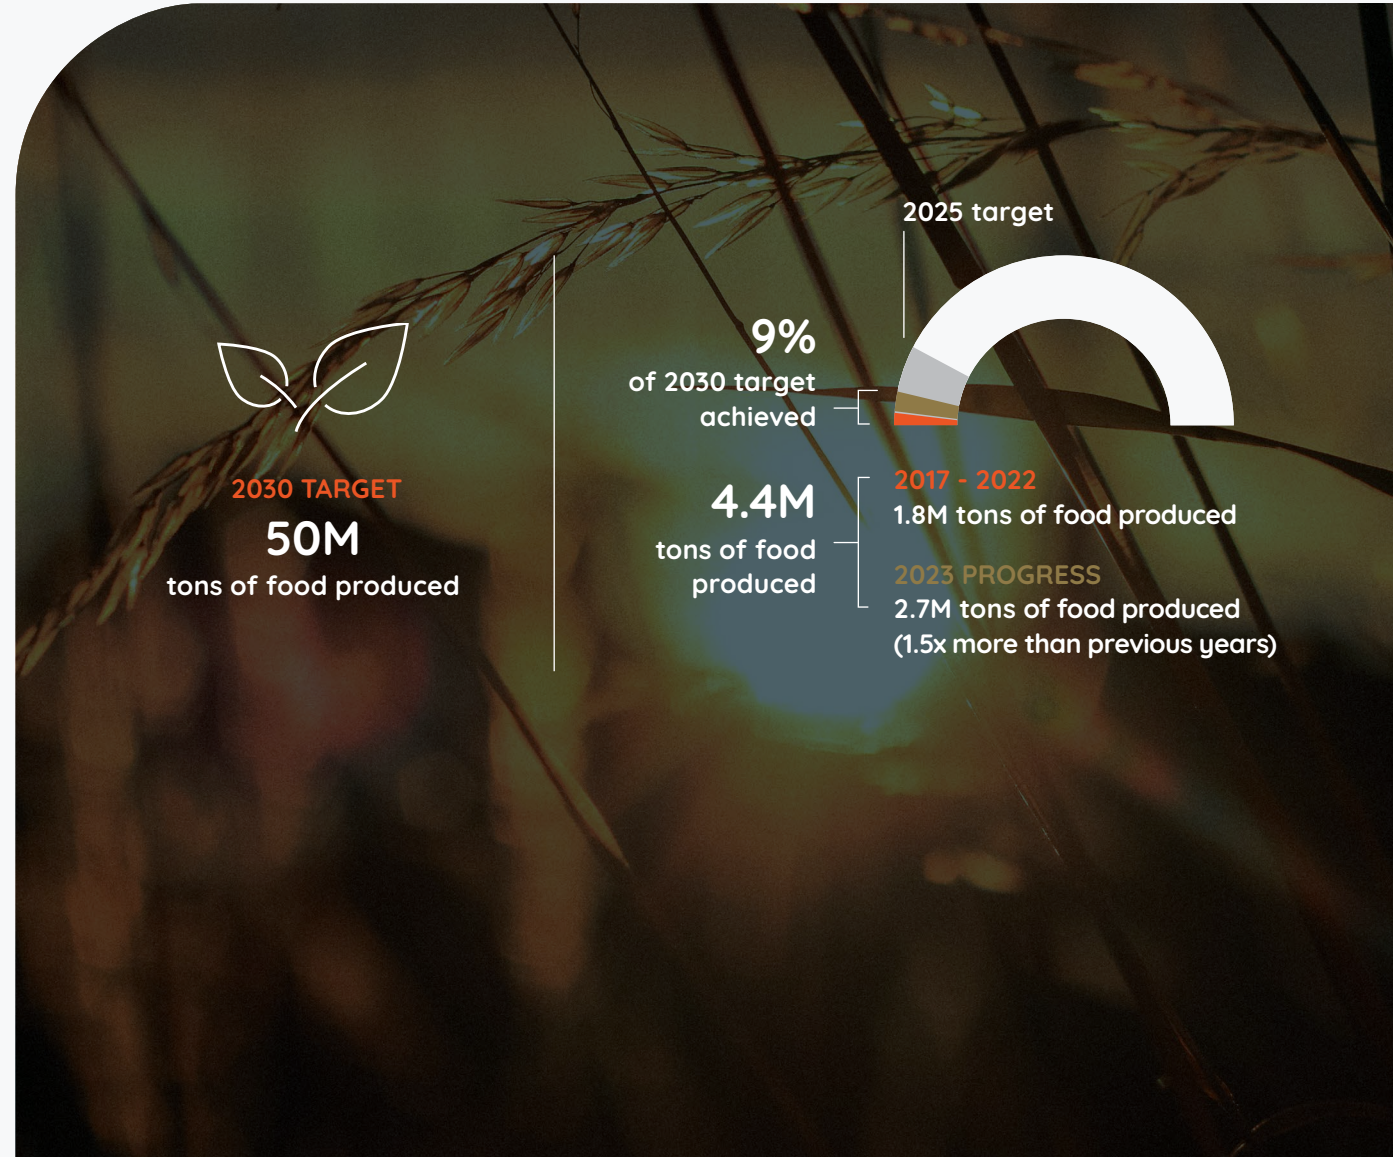 2030 TARGET
50M
tons of food produced
2025 target
9%
of 2030 target
achieved
4.4M
tons of food
produced
2017 - 2022
1.8M tons of food produced
2023 PROGRESS
2.7M tons of food produced
(1.5x more than previous years)